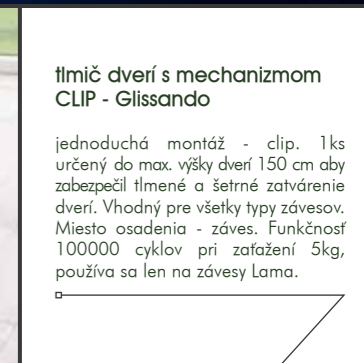 tlmič dverí s mechanizmom
CLIP - Glissando
jednoduchá montáž - clip. 1ks
určený do max. výšky dverí 150 cm aby
zabezpečil tlmené a šetrné zatvárenie
dverí. Vhodný pre všetky typy závesov.
Miesto osadenia - záves. Funkčnosť
100000 cyklov pri zaťažení 5kg,
používa sa len na závesy Lama.